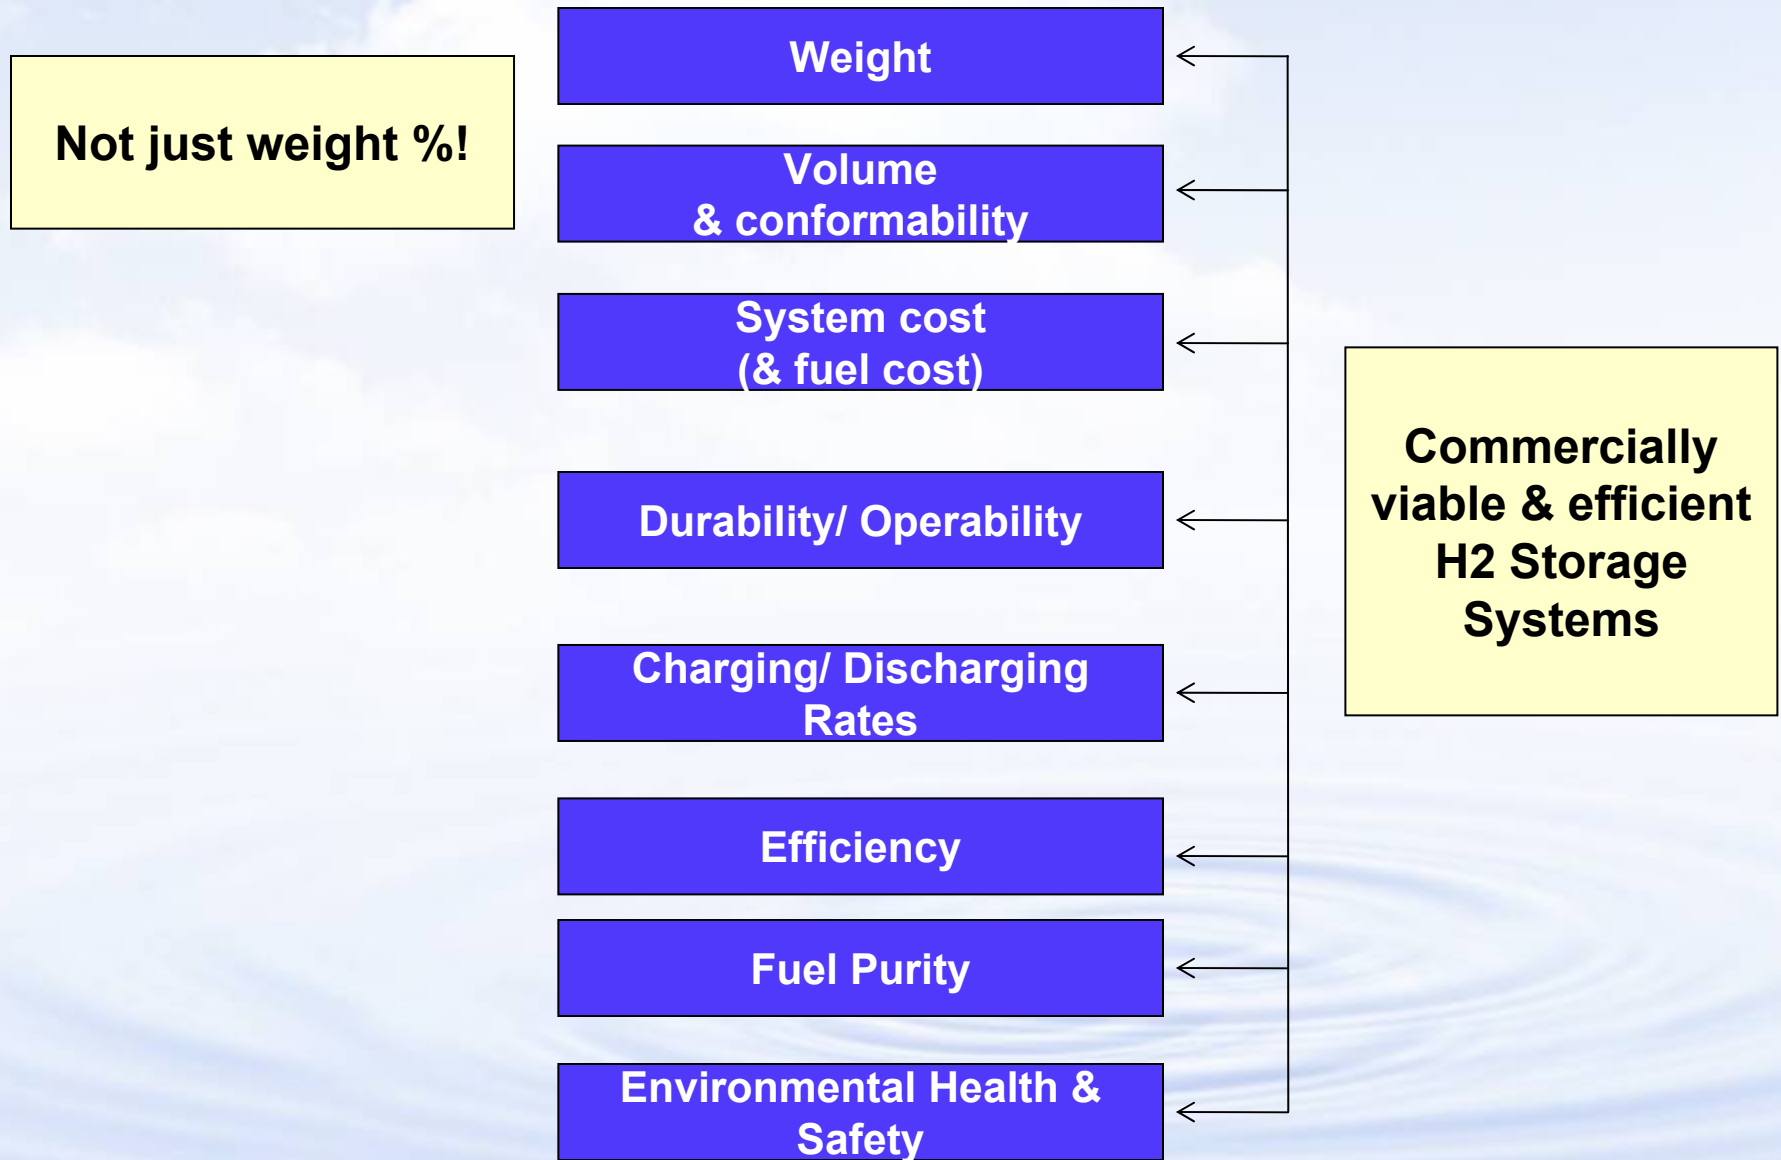 Not just weight %!
Weight
Volume
& conformability
System cost
(& fuel cost)
Durability/ Operability
Charging/ Discharging
Rates
Efficiency
Fuel Purity
Environmental Health &
Safety
Commercially
viable & efficient
H2 Storage
Systems